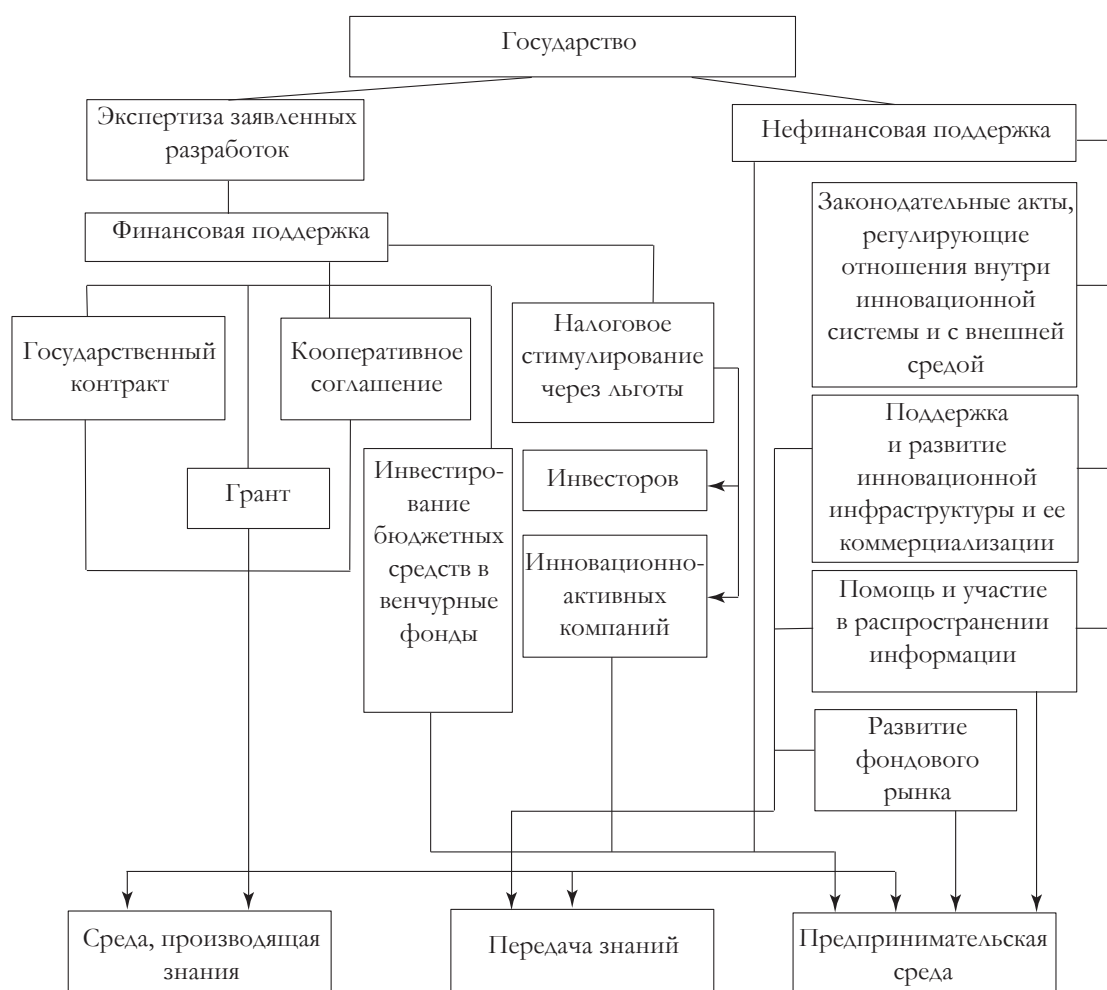 Государство
Экспертиза заявленных
разработок
Нефинансовая поддержка
Финансовая поддержка
Законодательные акты,
регулирующие
отношения внутри
инновационной
системы и с внешней
средой
Государственный
контракт
Кооперативное
соглашение
Налоговое
стимулирование
через льготы
Поддержка
и развитие
инновационной
инфраструктуры и ее
коммерциализации
Грант
Инвестиро-
вание
бюджетных
средств в
венчурные
фонды
Инвесторов
Инновационно-
активных
компаний
Помощь и участие
в распространении
информации
Развитие
фондового
рынка
Среда, производящая
знания
Передача знаний
Предпринимательская
среда